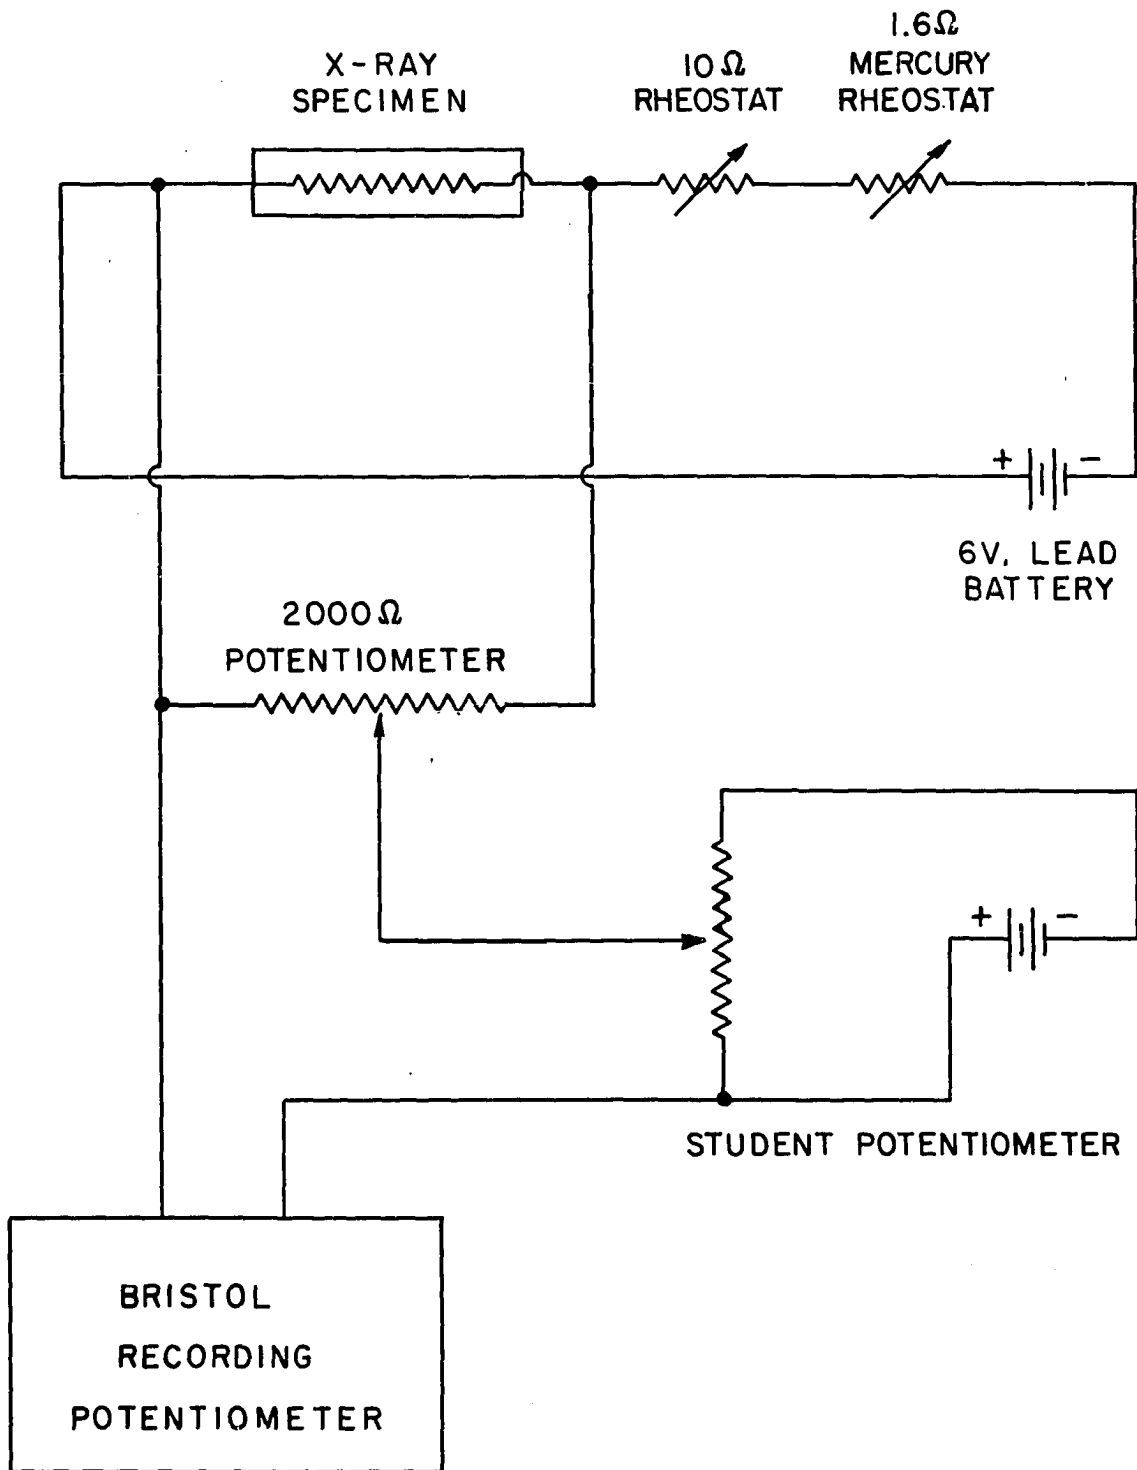 X-RAY
SPECIMEN
10Ω
RHEOSTAT
1.6Ω
MERCURY
RHEOSTAT
+ -
6V. LEAD
BATTERY
2000Ω
POTENTIOMETER
+ -
STUDENT POTENTIOMETER
BRISTOL
RECORDING
POTENTIOMETER